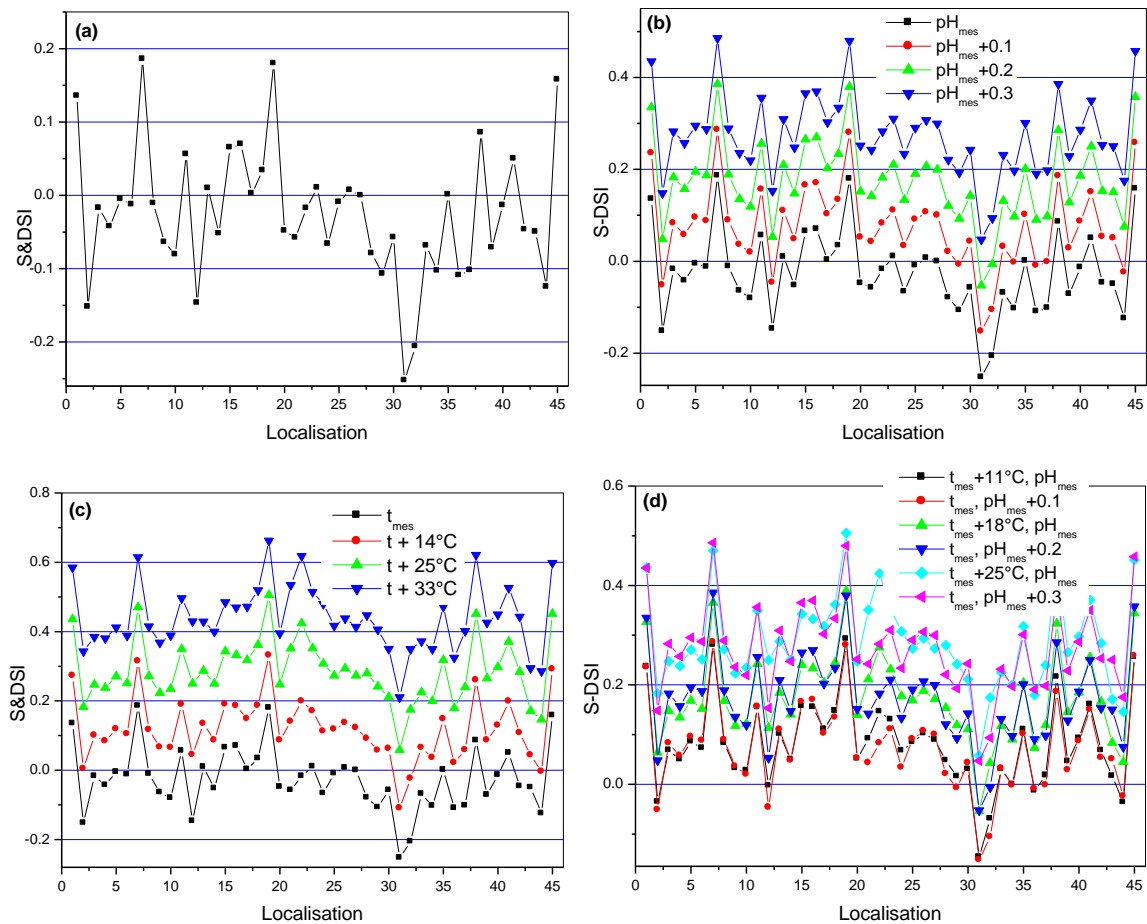 (a)
S&DSI
0.2
0.1
0.0
-0.1
-0.2
0 5 10 15 20 25 30 35 40 45
Localisation
(b)
pHmes
pHmes+0.1
pHmes+0.2
pHmes+0.3
S-DSI
0.4
0.2
0.0
-0.2
0 5 10 15 20 25 30 35 40 45
Localisation
(c)
tmes
t + 14°C
t + 25°C
t + 33°C
S&DSI
0.8
0.6
0.4
0.2
0.0
-0.2
0 5 10 15 20 25 30 35 40 45
Localisation
(d)
tmes+11°C, pHmes
tmes, pHmes+0.1
tmes+18°C, pHmes
tmes, pHmes+0.2
tmes+25°C, pHmes
tmes, pHmes+0.3
S-DSI
0.6
0.4
0.2
0.0
0 5 10 15 20 25 30 35 40 45
Localisation